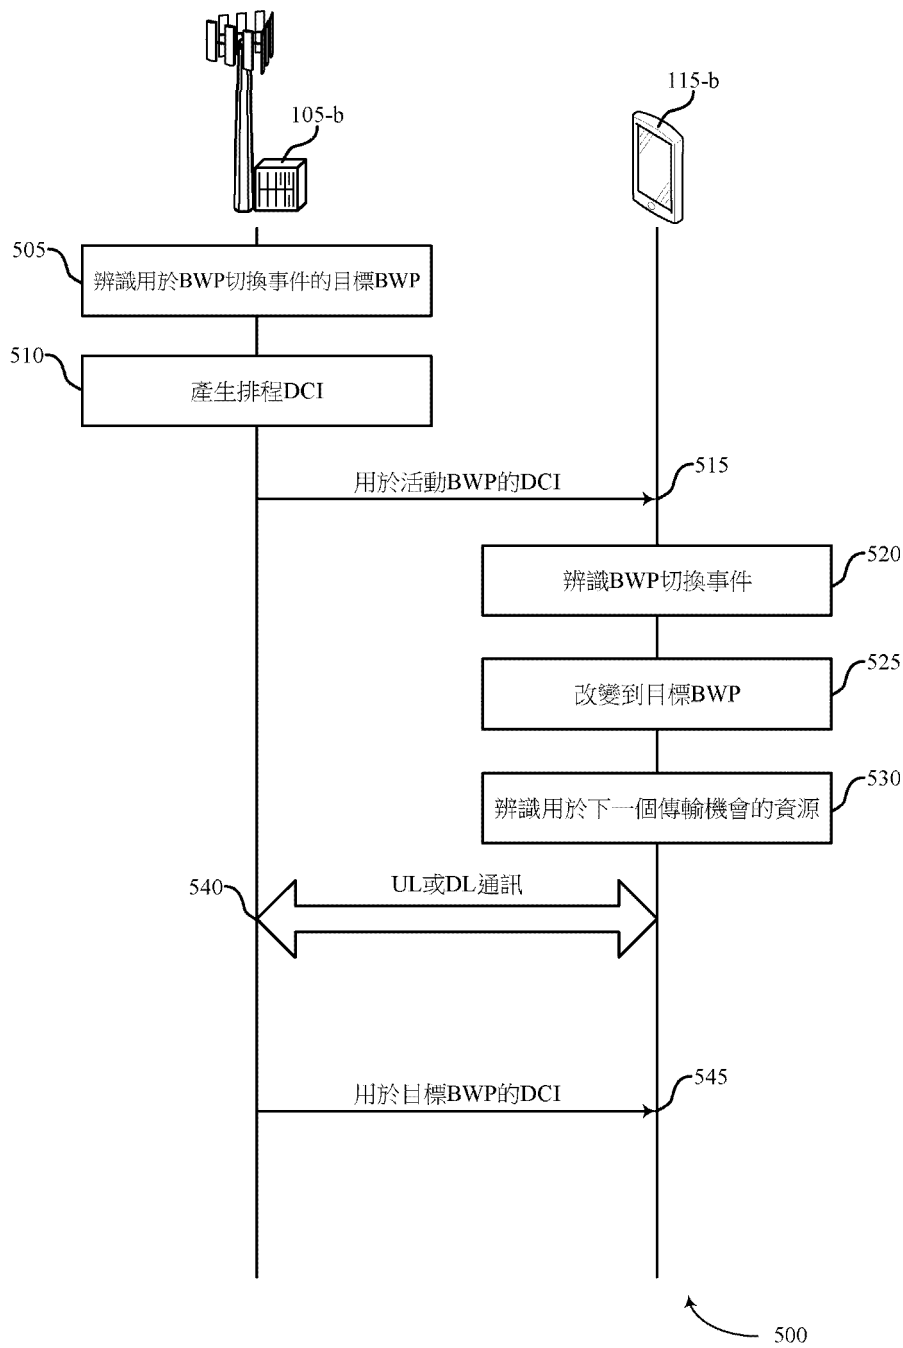 105-b
115-b
505
辨識用於BWP切換事件的目標BWP
510
產生排程DCI
用於活動BWP的DCI
515
辨識BWP切換事件
520
改變到目標BWP
525
辨識用於下一個傳輸機會的資源
530
UL或DL通訊
540
用於目標BWP的DCI
545
500